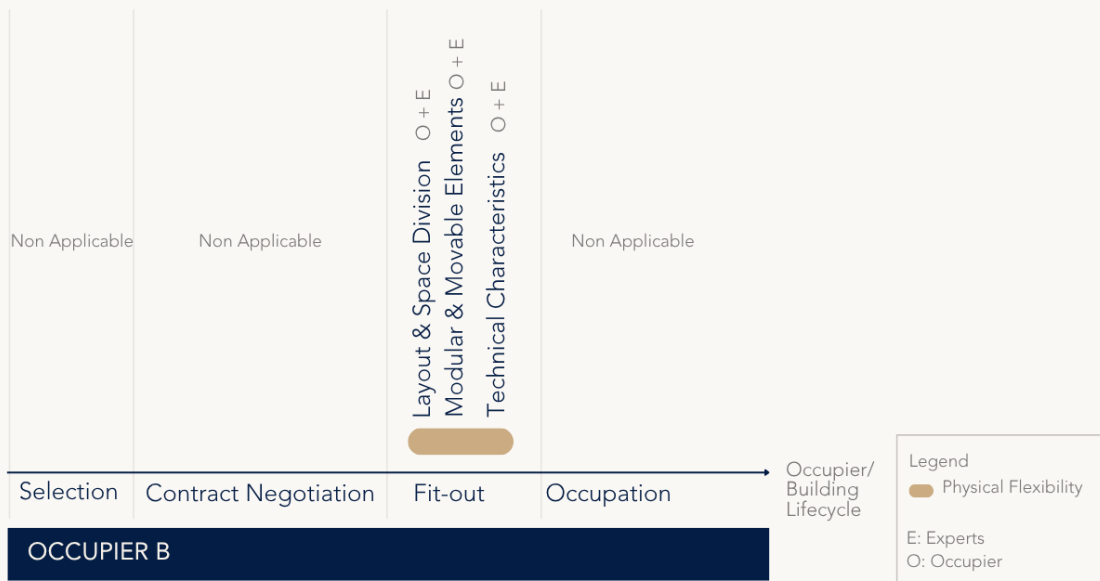 Layout & Space Division O + E
Modular & Movable Elements O + E
Technical Characteristics O + E
Non Applicable
Non Applicable
Non Applicable
Selection
Contract Negotiation
Fit-out
Occupation
Occupier/
Building
Lifecycle
OCCUPIER B
Legend
Physical Flexibility
E: Experts
O: Occupier